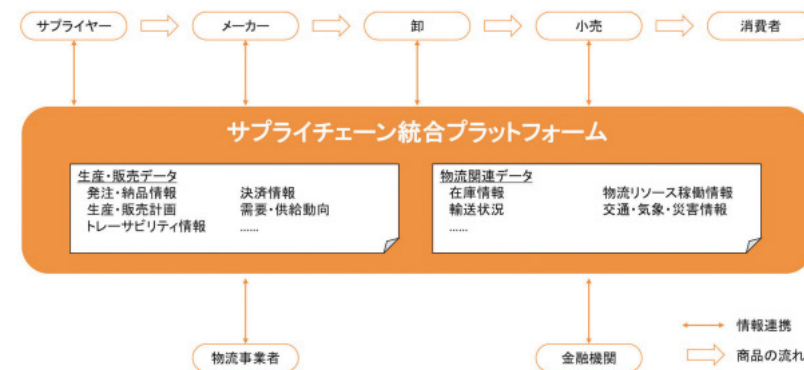 サプライヤー
メーカー
卸
小売
消費者
サプライチェーン統合プラットフォーム
生産・販売データ
発注・納品情報
決済情報
生産・販売計画
需要・供給動向
トレーサビリティ情報
……
物流関連データ
在庫情報
物流リソース稼働情報
輸送状況
交通・気象・災害情報
……
物流事業者
金融機関
情報連携
商品の流れ